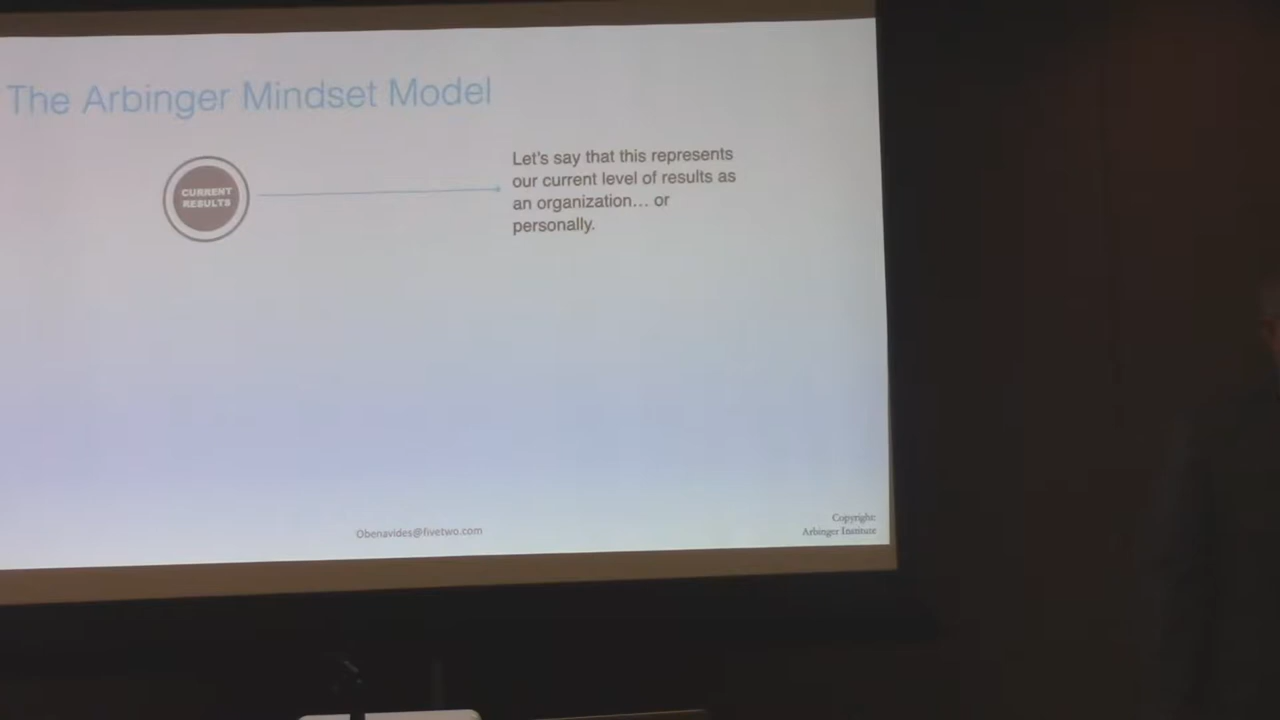 The Arbinger Mindset Model
CURRENT
RESULTS
Let's say that this represents
our current level of results as
an organization... or
personally.
Obenavides@fivetwo.com
Copyright:
Arbinger Institute